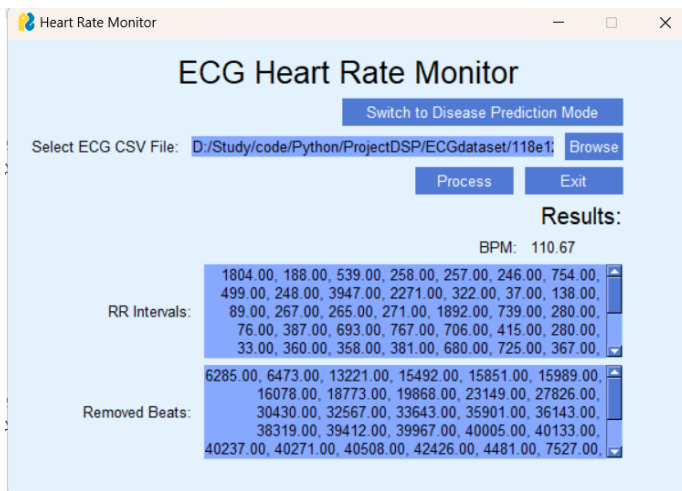 Heart Rate Monitor
ECG Heart Rate Monitor
Switch to Disease Prediction Mode
Select ECG CSV File: D:/Study/code/Python/ProjectDSP/ECGdataset/118e1 Browse
Process Exit
Results:
BPM: 110.67
RR Intervals:
1804.00, 188.00, 539.00, 258.00, 257.00, 246.00, 754.00,
499.00, 248.00, 3947.00, 2271.00, 322.00, 37.00, 138.00,
89.00, 267.00, 265.00, 271.00, 1892.00, 739.00, 280.00,
76.00, 387.00, 693.00, 767.00, 706.00, 415.00, 280.00,
33.00, 360.00, 358.00, 381.00, 680.00, 725.00, 367.00,
Removed Beats:
6285.00, 6473.00, 13221.00, 15492.00, 15851.00, 15989.00,
16078.00, 18773.00, 19868.00, 23149.00, 27826.00,
30430.00, 32567.00, 33643.00, 35901.00, 36143.00,
38319.00, 39412.00, 39967.00, 40005.00, 40133.00,
40237.00, 40271.00, 40508.00, 42426.00, 4481.00, 7527.00,